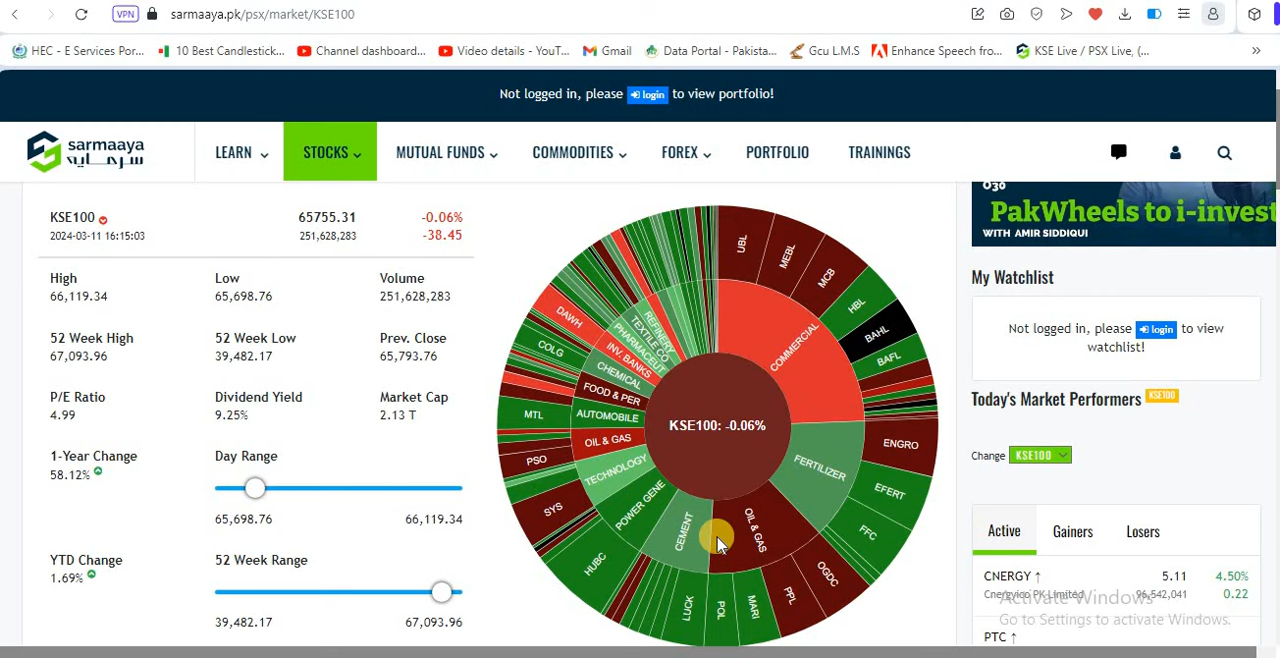 VPN
sarmaaya.pk/psx/market/KSE100
HEC - E Services Por...
10 Best Candlestick...
Channel dashboard...
Video details - YouT...
Gmail
Data Portal - Pakista...
Gcu L.M.S
Enhance Speech fro...
KSE Live / PSX Live, (...
»
Not logged in, please login to view portfolio!
sarmaaya
سرمایه
LEARN
STOCKS
MUTUAL FUNDS
COMMODITIES
FOREX
PORTFOLIO
TRAININGS
KSE100
65755.31
-0.06%
2024-03-11 16:15:03
251,628,283
-38.45
High
Low
Volume
66,119.34
65,698.76
251,628,283
52 Week High
52 Week Low
Prev. Close
67,093.96
39,482.17
65,793.76
P/E Ratio
Dividend Yield
Market Cap
4.99
9.25%
2.13 T
1-Year Change
Day Range
58.12%
65,698.76
66,119.34
YTD Change
52 Week Range
1.69%
39,482.17
67,093.96
UBL
MEBL
MCB
HBL
BAHL
BAFL
ENGRO
EFERT
FFC
OGDC
PPL
MARI
POL
LUCK
HUBC
SYS
PSO
MTL
COLG
DAWH
COMMERCIAL
FERTILIZER
OIL & GAS
CEMENT
POWER GENE
TECHNOLOGY
OIL & GAS
AUTOMOBILE
FOOD & PER
CHEMICAL
INV. BANKS
PHARMACEUT
TEXTILE CO
REFINERY
KSE100: -0.06%
030
PakWheels to i-invest
WITH AMIR SIDDIQUI
My Watchlist
Not logged in, please login to view
watchlist!
Today's Market Performers KSE100
Change KSE100
Active
Gainers
Losers
CNERGY ↑
5.11
4.50%
Cnergyico PK Limited
96,542,041
0.22
PTC ↑
Activate Windows
Go to Settings to activate Windows.